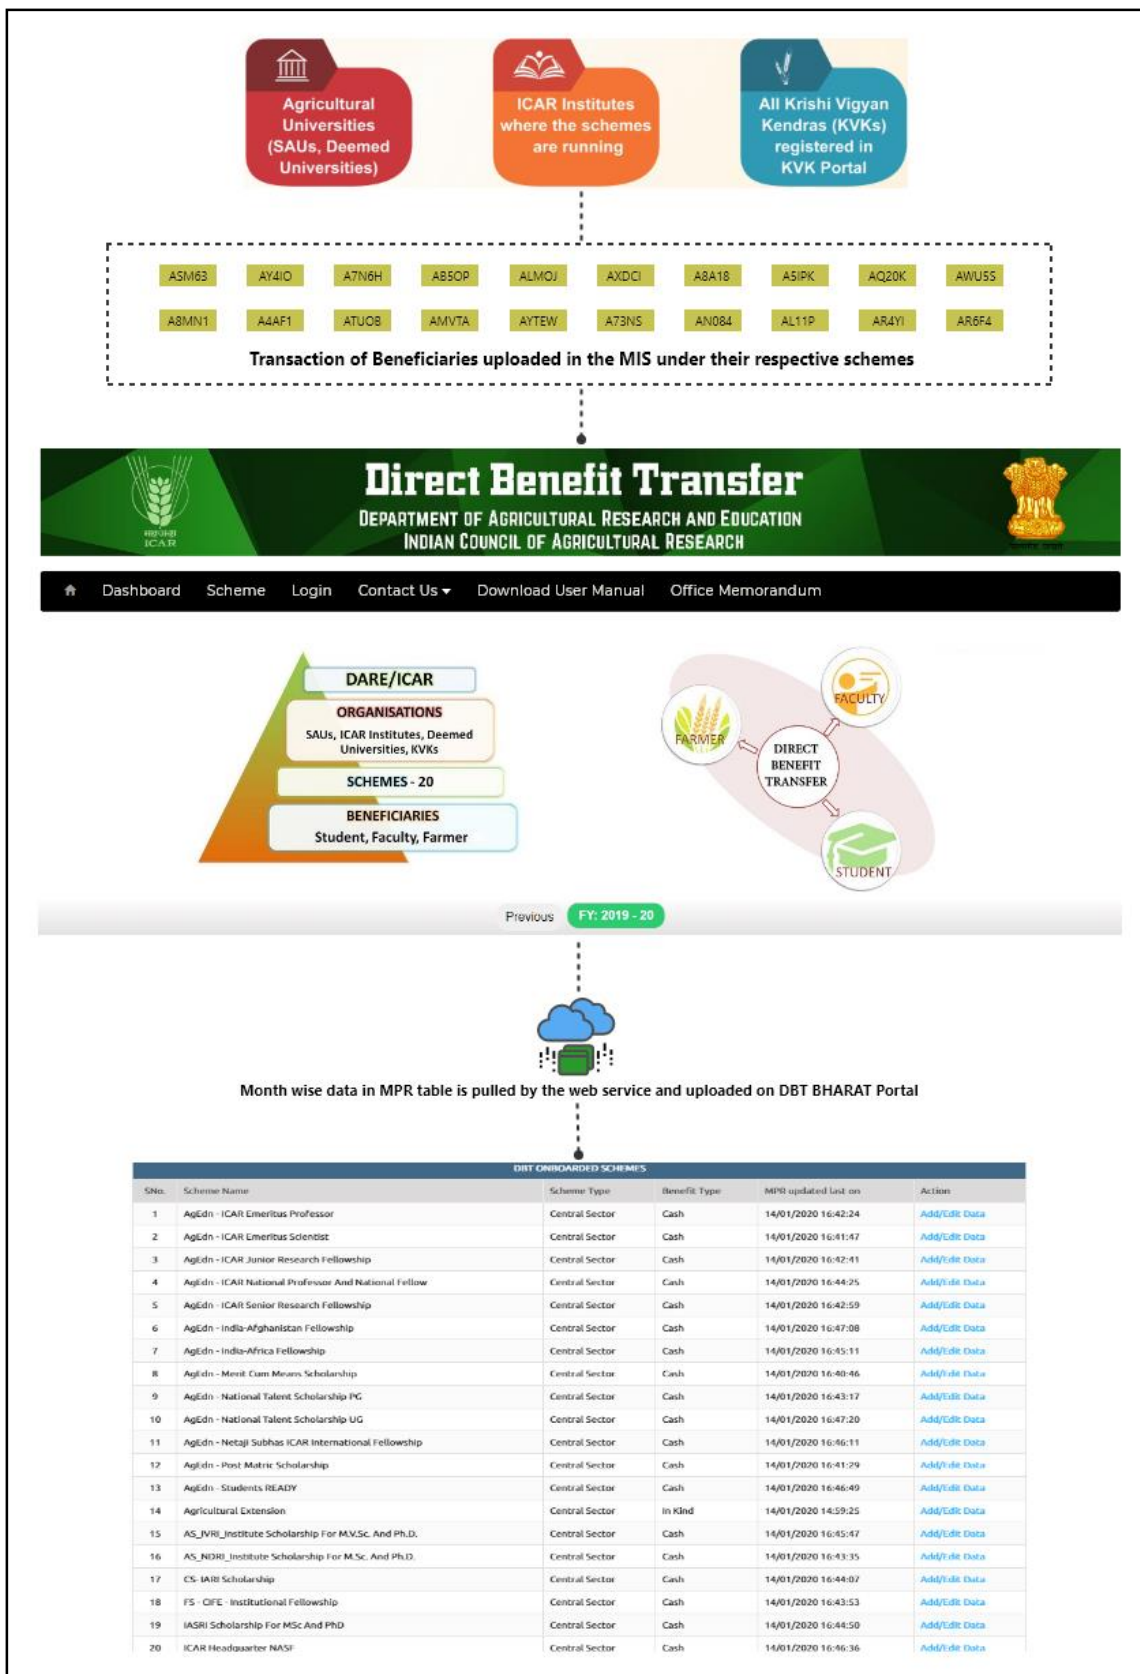 Agricultural
Universities
(SAUs, Deemed
Universities)
ICAR Institutes
where the schemes
are running
All Krishi Vigyan
Kendras (KVKs)
registered in
KVK Portal
ASM63 AY4IO A7N6H AB5OP ALMOJ AXDCI A8A18 A5IPK AQ20K AWU5S
A8MN1 A4AF1 ATUOB AMVTA AYTEW A73NS AN084 AL11P AR4YI AR6F4
Transaction of Beneficiaries uploaded in the MIS under their respective schemes
ICAR
Direct Benefit Transfer
DEPARTMENT OF AGRICULTURAL RESEARCH AND EDUCATION
INDIAN COUNCIL OF AGRICULTURAL RESEARCH
Dashboard Scheme Login Contact Us Download User Manual Office Memorandum
DARE/ICAR
ORGANISATIONS
SAUs, ICAR Institutes, Deemed
Universities, KVKs
SCHEMES - 20
BENEFICIARIES
Student, Faculty, Farmer
FACULTY
FARMER
DIRECT
BENEFIT
TRANSFER
STUDENT
Previous FY: 2019 - 20
Month wise data in MPR table is pulled by the web service and uploaded on DBT BHARAT Portal
DBT ONBOARDED SCHEMES
SNo. Scheme Name Scheme Type Benefit Type MPR updated last on Action
1 AgEdn - ICAR Emeritus Professor Central Sector Cash 14/01/2020 16:42:24 Add/Edit Data
2 AgEdn - ICAR Emeritus Scientist Central Sector Cash 14/01/2020 16:41:47 Add/Edit Data
3 AgEdn - ICAR Junior Research Fellowship Central Sector Cash 14/01/2020 16:42:41 Add/Edit Data
4 AgEdn - ICAR National Professor And National Fellow Central Sector Cash 14/01/2020 16:44:25 Add/Edit Data
5 AgEdn - ICAR Senior Research Fellowship Central Sector Cash 14/01/2020 16:42:59 Add/Edit Data
6 AgEdn - India-Afghanistan Fellowship Central Sector Cash 14/01/2020 16:47:08 Add/Edit Data
7 AgEdn - India-Africa Fellowship Central Sector Cash 14/01/2020 16:45:11 Add/Edit Data
8 AgEdn - Merit Cum Means Scholarship Central Sector Cash 14/01/2020 16:40:46 Add/Edit Data
9 AgEdn - National Talent Scholarship PG Central Sector Cash 14/01/2020 16:43:17 Add/Edit Data
10 AgEdn - National Talent Scholarship UG Central Sector Cash 14/01/2020 16:47:20 Add/Edit Data
11 AgEdn - Netaji Subhas ICAR International Fellowship Central Sector Cash 14/01/2020 16:46:11 Add/Edit Data
12 AgEdn - Post Matric Scholarship Central Sector Cash 14/01/2020 16:41:29 Add/Edit Data
13 AgEdn - Students READY Central Sector Cash 14/01/2020 16:46:49 Add/Edit Data
14 Agricultural Extension Central Sector In Kind 14/01/2020 14:59:25 Add/Edit Data
15 AS_IVRI_Institute Scholarship For M.V.Sc. And Ph.D. Central Sector Cash 14/01/2020 16:45:47 Add/Edit Data
16 AS_NDRI_Institute Scholarship For M.Sc. And Ph.D. Central Sector Cash 14/01/2020 16:43:35 Add/Edit Data
17 CS- IARI Scholarship Central Sector Cash 14/01/2020 16:44:07 Add/Edit Data
18 FS - CIFE - Institutional Fellowship Central Sector Cash 14/01/2020 16:43:53 Add/Edit Data
19 IASRI Scholarship For MSc And PhD Central Sector Cash 14/01/2020 16:44:50 Add/Edit Data
20 ICAR Headquarter NASF Central Sector Cash 14/01/2020 16:46:36 Add/Edit Data